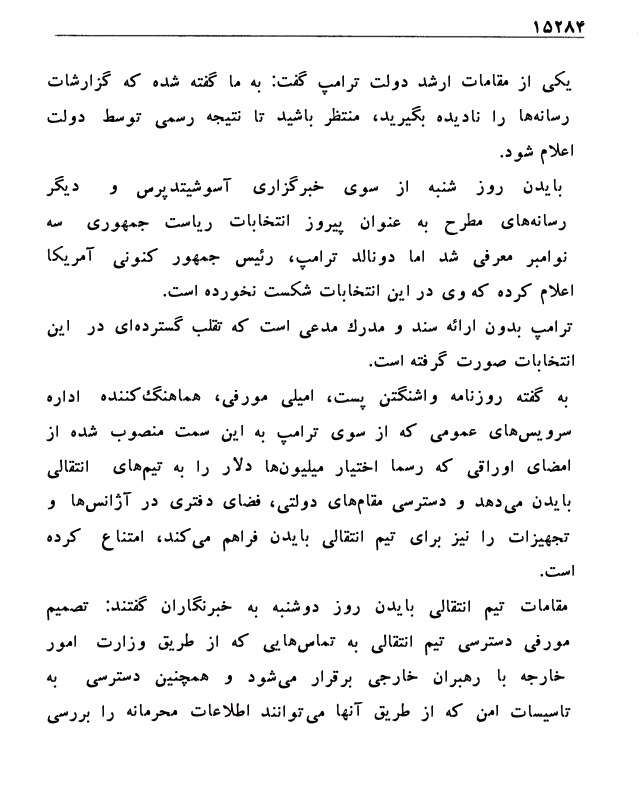 ۱۵۲۸۴
یکی از مقامات ارشد دولت ترامپ گفت: به ما گفته شده که گزارشات
رسانه‌ها را نادیده بگیرید، منتظر باشید تا نتیجه رسمی توسط دولت
اعلام شود.
بایدن روز شنبه از سوی خبرگزاری آسوشیتدپرس و دیگر
رسانه‌های مطرح به عنوان پیروز انتخابات ریاست جمهوری سه
نوامبر معرفی شد اما دونالد ترامپ، رئیس جمهور کنونی آمریکا
اعلام کرده که وی در این انتخابات شکست نخورده است.
ترامپ بدون ارائه سند و مدرك مدعی است که تقلب گسترده‌ای در این
انتخابات صورت گرفته است.
به گفته روزنامه واشنگتن پست، امیلی مورفی، هماهنگ‌کننده اداره
سرویس‌های عمومی که از سوی ترامپ به این سمت منصوب شده از
امضای اوراقی که رسما اختیار میلیون‌ها دلار را به تیم‌های انتقالی
بایدن می‌دهد و دسترسی مقام‌های دولتی، فضای دفتری در آژانس‌ها و
تجهیزات را نیز برای تیم انتقالی بایدن فراهم می‌کند، امتناع کرده
است.
مقامات تیم انتقالی بایدن روز دوشنبه به خبرنگاران گفتند: تصمیم
مورفی دسترسی تیم انتقالی به تماس‌هایی که از طریق وزارت امور
خارجه با رهبران خارجی برقرار می‌شود و همچنین دسترسی به
تاسیسات امن که از طریق آنها می‌توانند اطلاعات محرمانه را بررسی